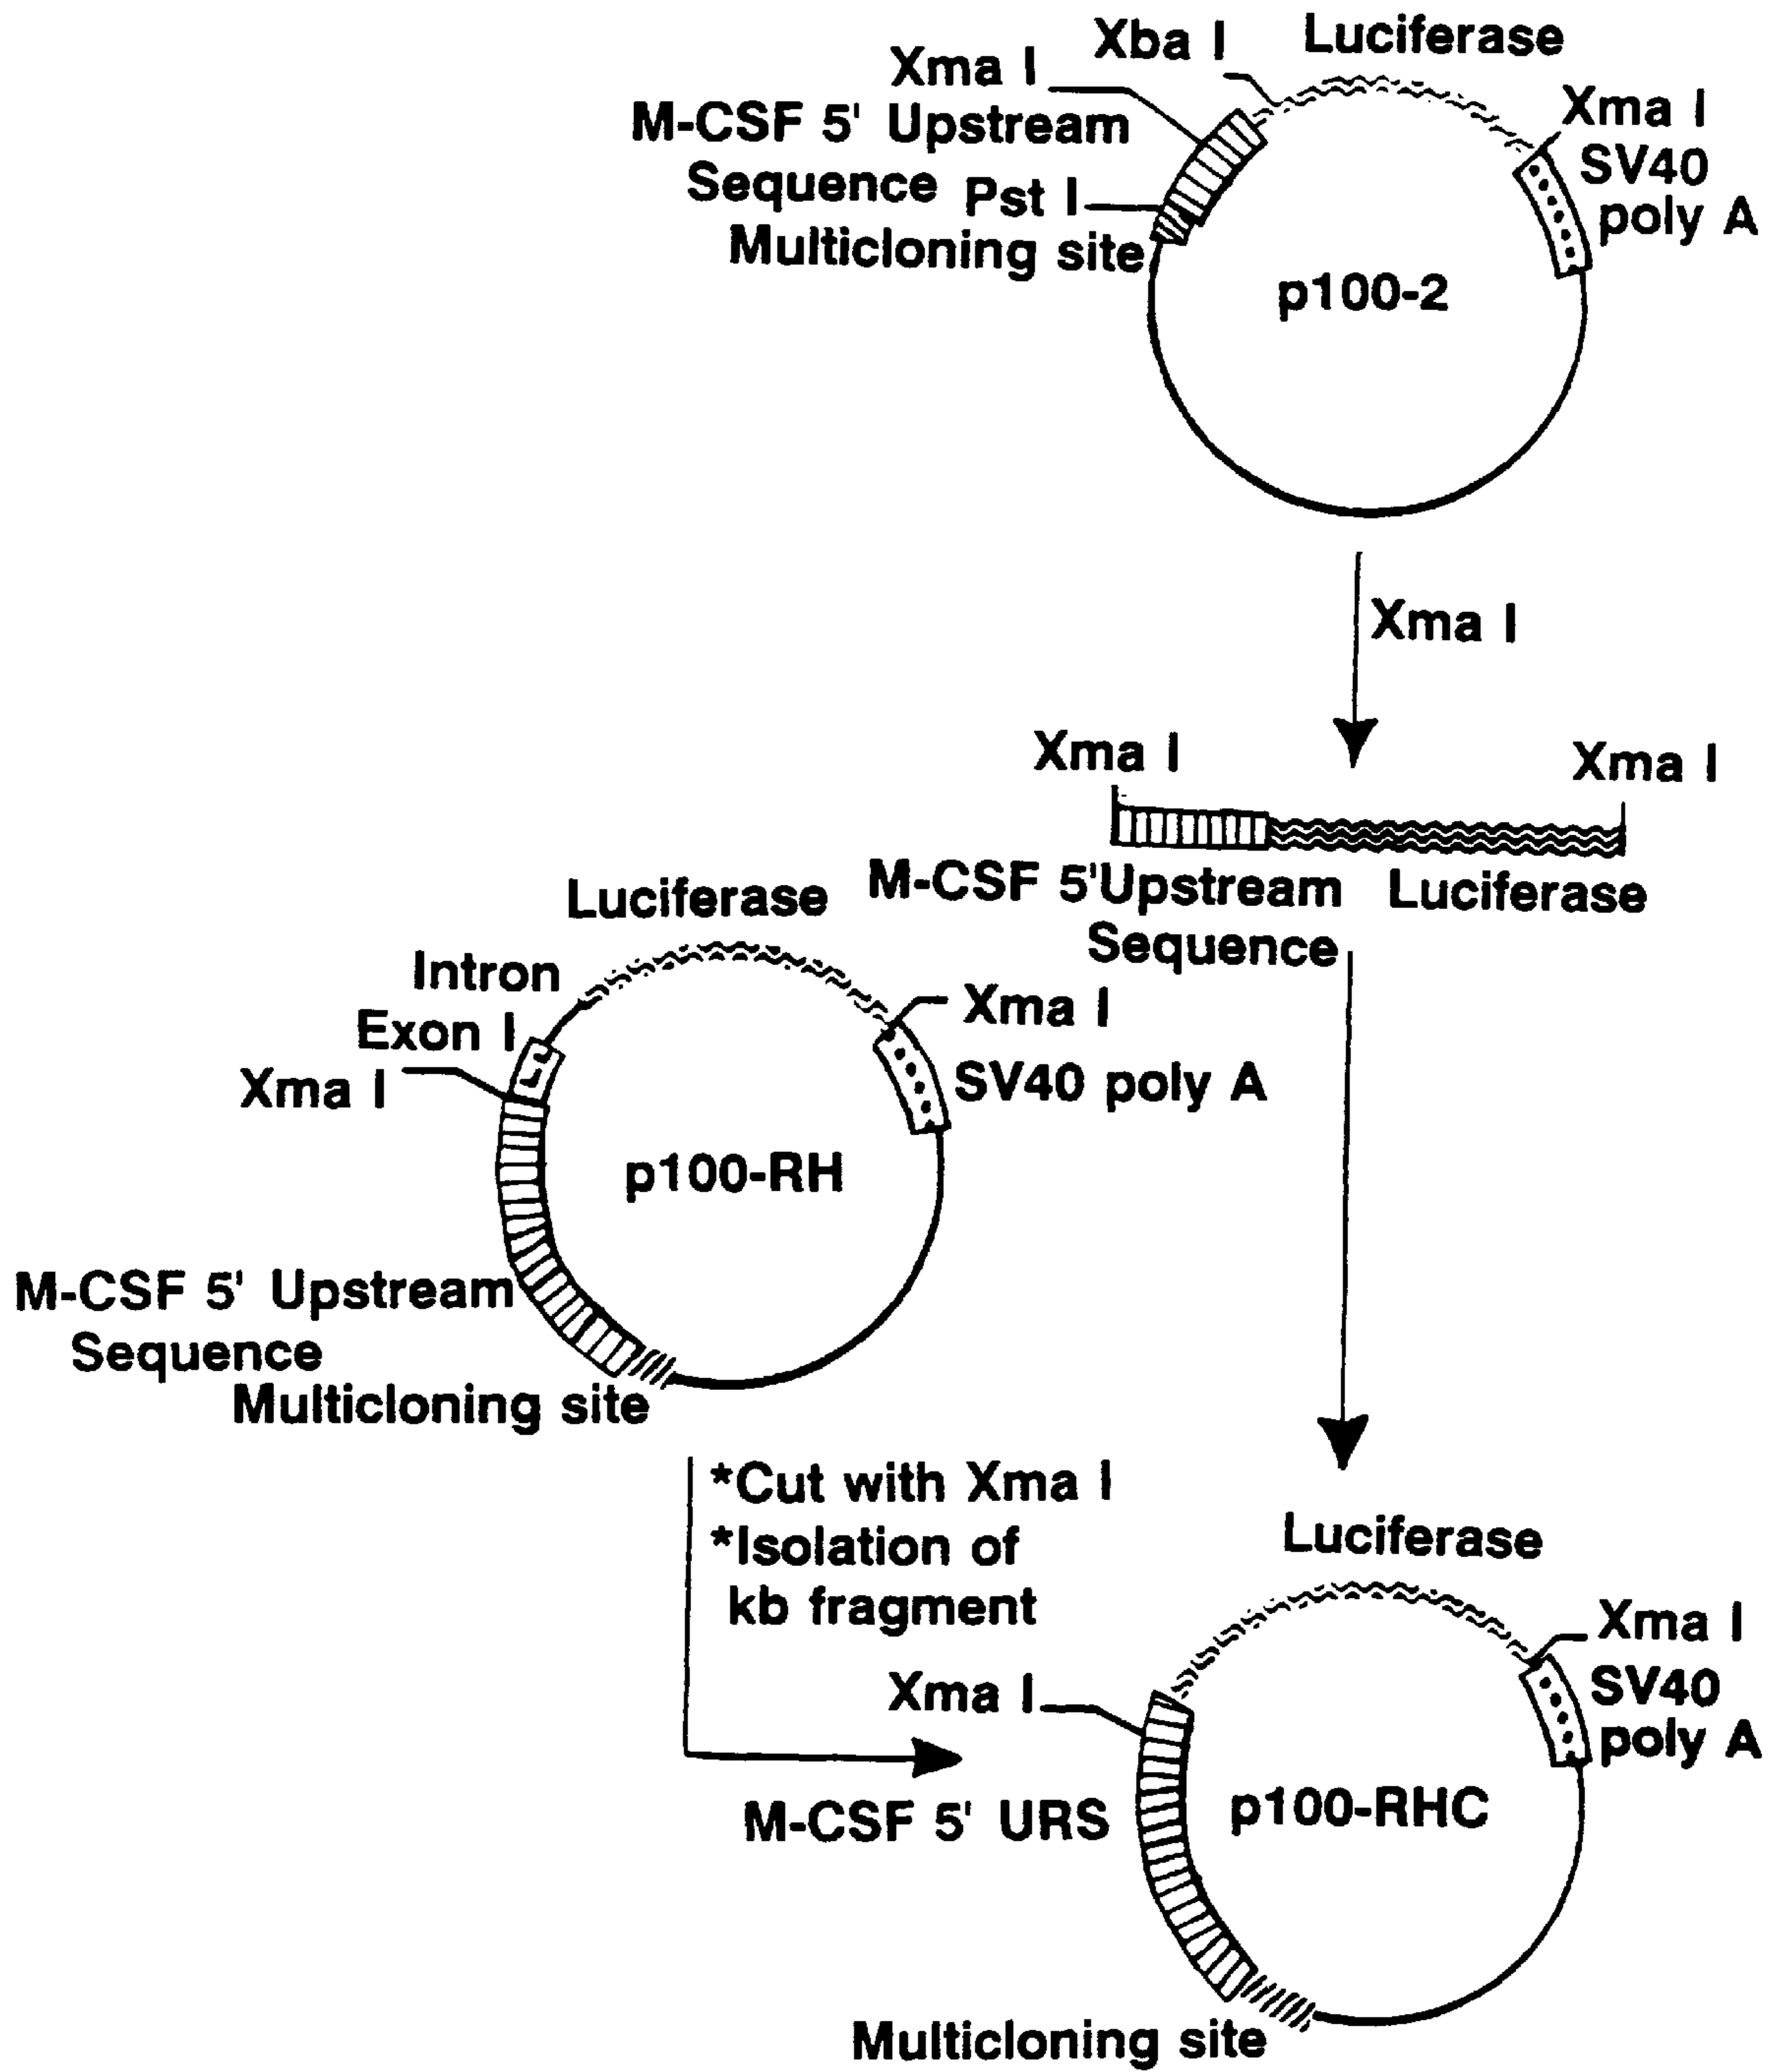 Xba I
Luciferase
Xma I
M-CSF 5' Upstream
Sequence
Pst I
Multicloning site
Xma I
SV40
poly A
p100-2
Xma I
Xma I
Xma I
M-CSF 5'Upstream
Sequence
Luciferase
Luciferase
Intron
Exon I
Xma I
Xma I
SV40 poly A
p100-RH
M-CSF 5' Upstream
Sequence
Multicloning site
*Cut with Xma I
*Isolation of
kb fragment
Luciferase
Xma I
Xma I
SV40
poly A
M-CSF 5' URS
p100-RHC
Multicloning site